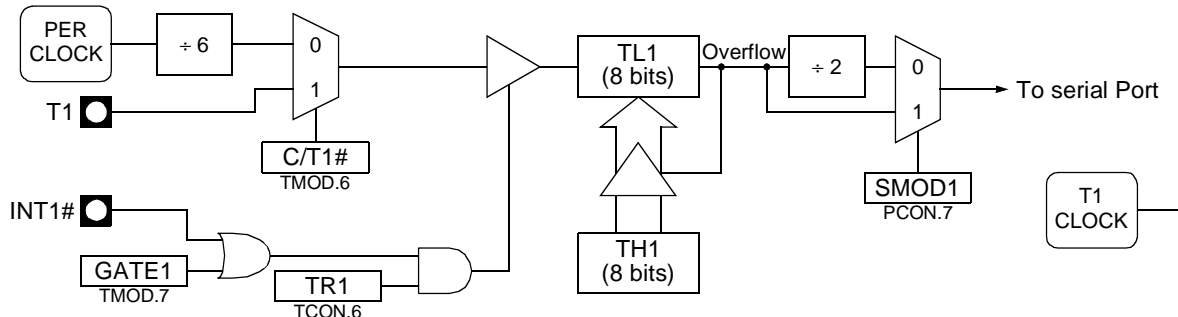 PER
CLOCK
÷ 6
0
1
T1
C/T1#
TMOD.6
INT1#
GATE1
TMOD.7
TR1
TCON.6
TL1
(8 bits)
Overflow
÷ 2
0
1
To serial Port
TH1
(8 bits)
SMOD1
PCON.7
T1
CLOCK